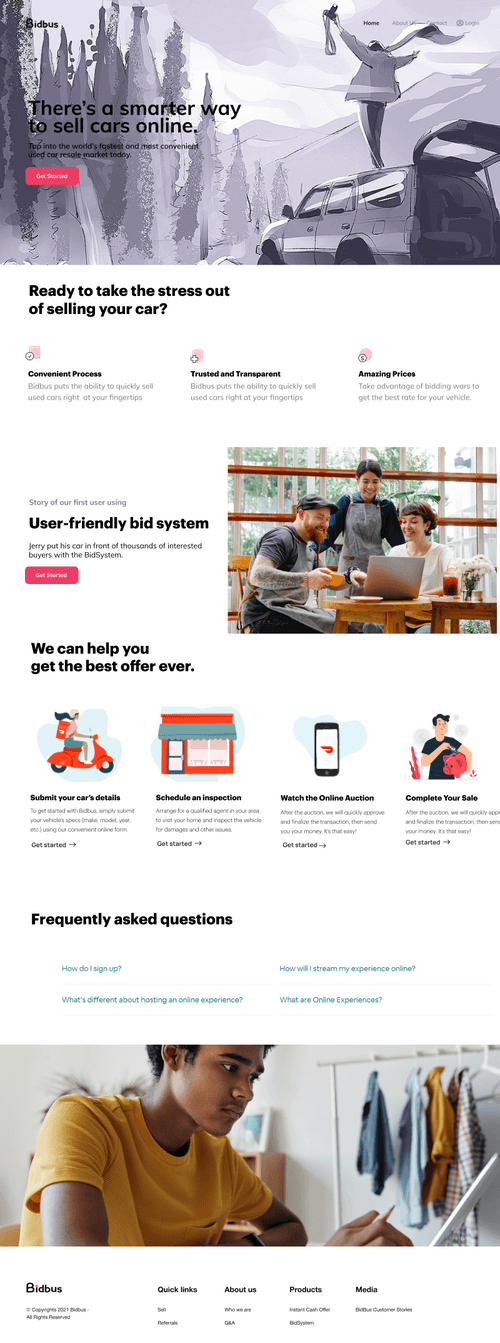 Bidbus
Home About Us Contact Login
There's a smarter way
to sell cars online.
Tap into the world's fastest and most convenient
used car resale market today.
Get Started
Ready to take the stress out
of selling your car?
Convenient Process
Bidbus puts the ability to quickly sell
used cars right at your fingertips
Trusted and Transparent
Bidbus puts the ability to quickly sell
used cars right at your fingertips
Amazing Prices
Take advantage of bidding wars to
get the best rate for your vehicle.
Story of our first user using
User-friendly bid system
Jerry put his car in front of thousands of interested
buyers with the BidSystem.
Get Started
We can help you
get the best offer ever.
Submit your car's details
To get started with Bidbus, simply submit
your vehicle's specs (make, model, year,
etc.) using our convenient online form.
Get started →
Schedule an inspection
Arrange for a qualified agent in your area
to visit your home and inspect the vehicle
for damages and other issues.
Get started →
Watch the Online Auction
After the auction, we will quickly approve
and finalize the transaction, then send
you your money. It's that easy!
Get started →
Complete Your Sale
After the auction, we will quickly appr
and finalize the transaction, then sen
your money. It's that easy!
Get started →
Frequently asked questions
How do I sign up?
How will I stream my experience online?
What's different about hosting an online experience?
What are Online Experiences?
Bidbus
© Copyrights 2021 Bidbus ·
All Rights Reserved
Quick links
Sell
Referrals
About us
Who we are
Q&A
Products
Instant Cash Offer
BidSystem
Media
BidBus Customer Stories